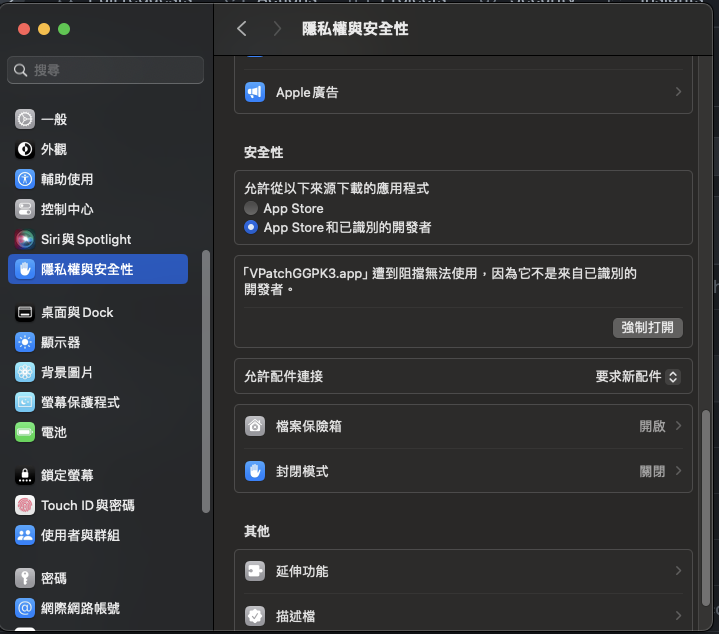 隱私權與安全性
搜尋
一般
外觀
輔助使用
控制中心
Siri與Spotlight
隱私權與安全性
桌面與Dock
顯示器
背景圖片
螢幕保護程式
電池
鎖定螢幕
Touch ID與密碼
使用者與群組
密碼
網際網路帳號
Apple廣告
安全性
允許從以下來源下載的應用程式
App Store
App Store和已識別的開發者
「VPatchGGPK3.app」遭到阻擋無法使用，因為它不是來自已識別的
開發者。
強制打開
允許配件連接
要求新配件
檔案保險箱
開啟
封閉模式
關閉
其他
延伸功能
描述檔